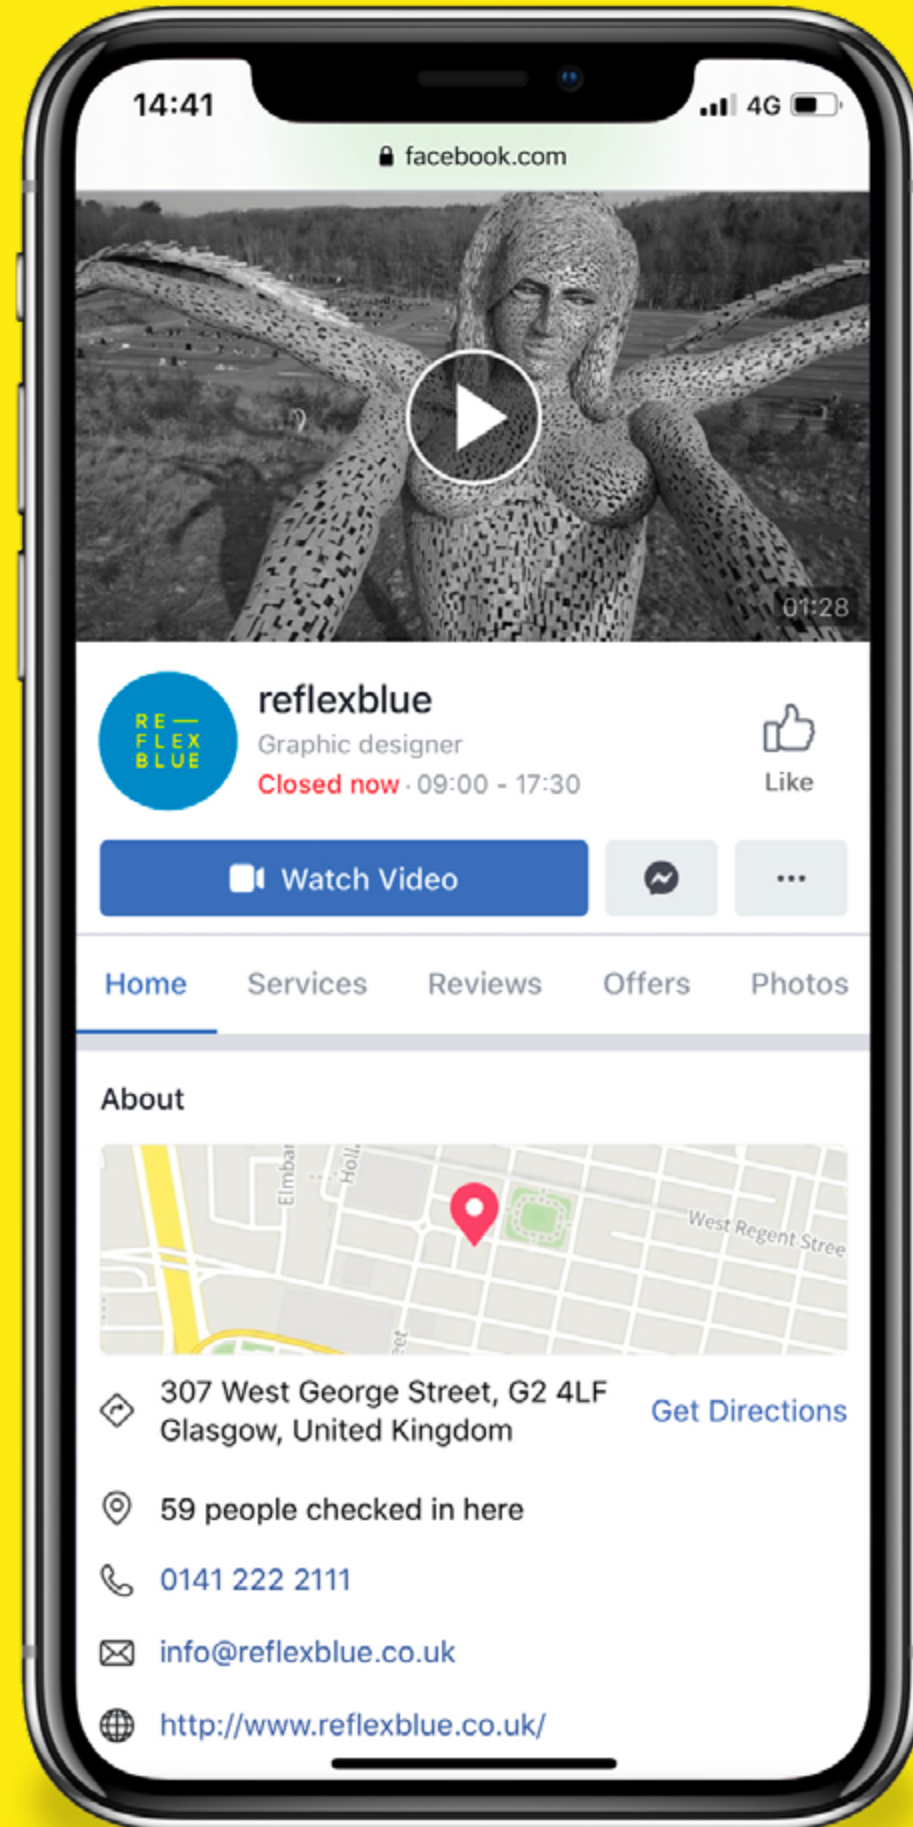 14:41
4G
facebook.com
01:28
RE—
FLEX
BLUE
reflexblue
Graphic designer
Closed now · 09:00 - 17:30
Like
Watch Video
Home Services Reviews Offers Photos
About
Elmbar
Holl
West Regent Stree
eet
307 West George Street, G2 4LF
Glasgow, United Kingdom
Get Directions
59 people checked in here
0141 222 2111
info@reflexblue.co.uk
http://www.reflexblue.co.uk/